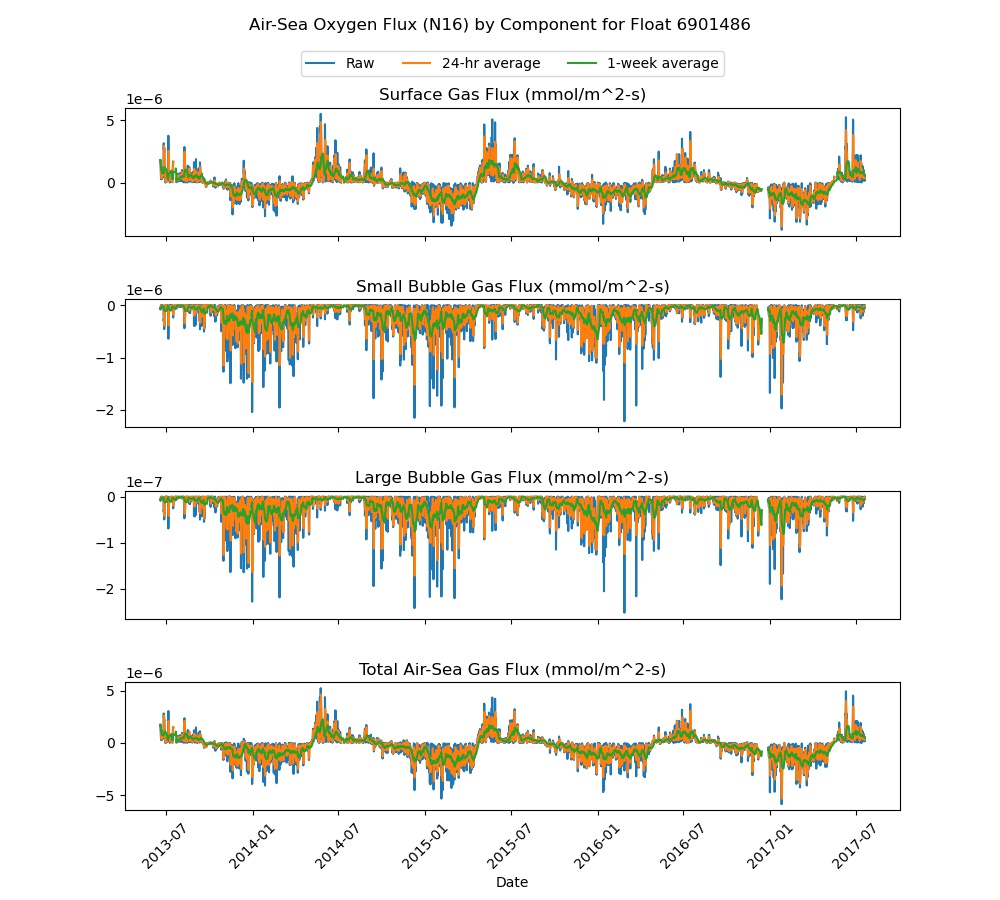 Air-Sea Oxygen Flux (N16) by Component for Float 6901486
Raw 24-hr average 1-week average
1e−6 Surface Gas Flux (mmol/m^2-s)
5
0
1e−6 Small Bubble Gas Flux (mmol/m^2-s)
0
−1
−2
1e−7 Large Bubble Gas Flux (mmol/m^2-s)
0
−1
−2
1e−6 Total Air-Sea Gas Flux (mmol/m^2-s)
5
0
−5
2013-07 2014-01 2014-07 2015-01 2015-07 2016-01 2016-07 2017-01 2017-07
Date